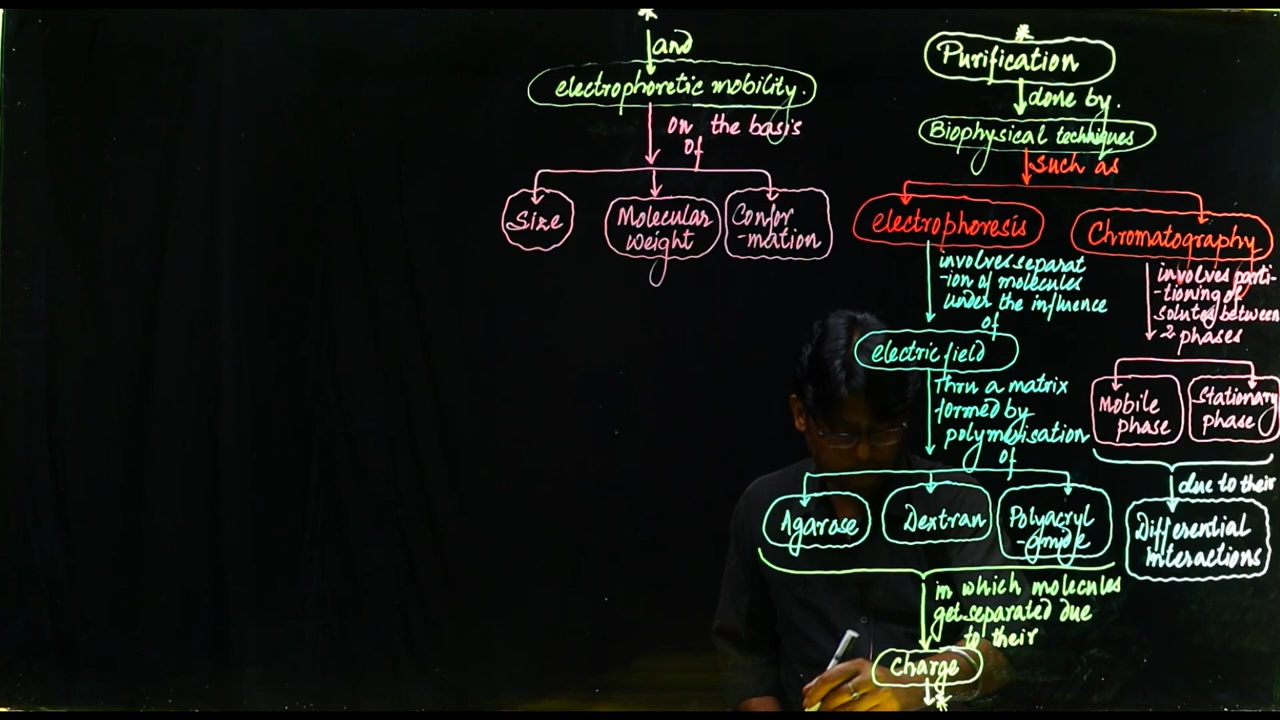 *
and
electrophoretic mobility.
on the basis
of
Size
Molecular
weight
Confor
-mation
*
Purification
done by.
Biophysical techniques
such as
electrophoresis
Chromatography
involves separat
-ion of molecules
under the influence
of
electric field
Thru a matrix
formed by
polymerisation
of
Agarase
Dextran
Polyacryl
-amide
in which molecules
get separated due
to their
Charge
*
involves parti-
-tioning of
solutes between
2 phases
Mobile
phase
Stationary
phase
due to their
Differential
interactions